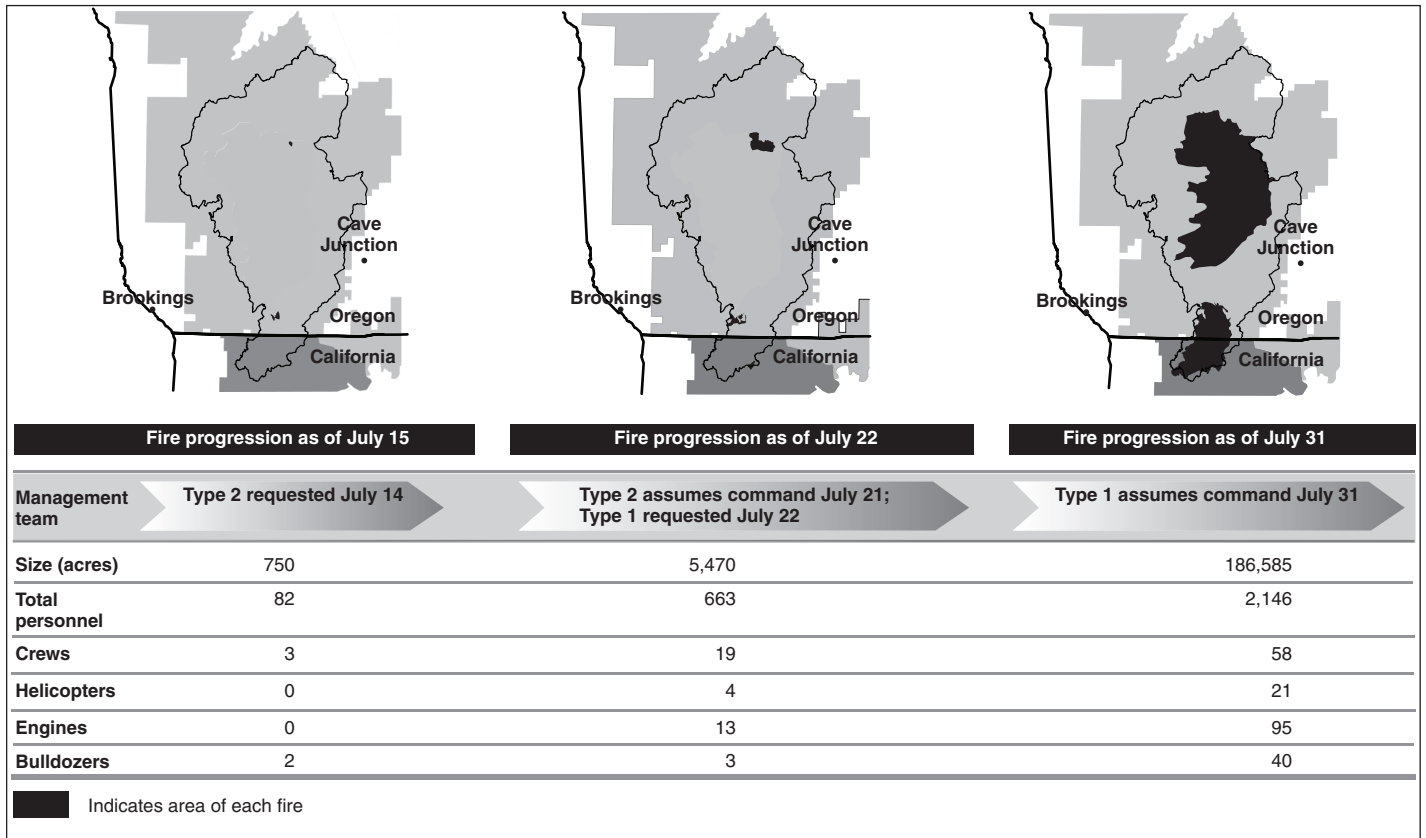 Cave
Junction
Brookings
Oregon
California
Cave
Junction
Brookings
Oregon
California
Cave
Junction
Brookings
Oregon
California
Fire progression as of July 15
Fire progression as of July 22
Fire progression as of July 31
Management
team
Type 2 requested July 14
Type 2 assumes command July 21;
Type 1 requested July 22
Type 1 assumes command July 31
Size (acres) 750 5,470 186,585
Total
personnel
82 663 2,146
Crews 3 19 58
Helicopters 0 4 21
Engines 0 13 95
Bulldozers 2 3 40
Indicates area of each fire